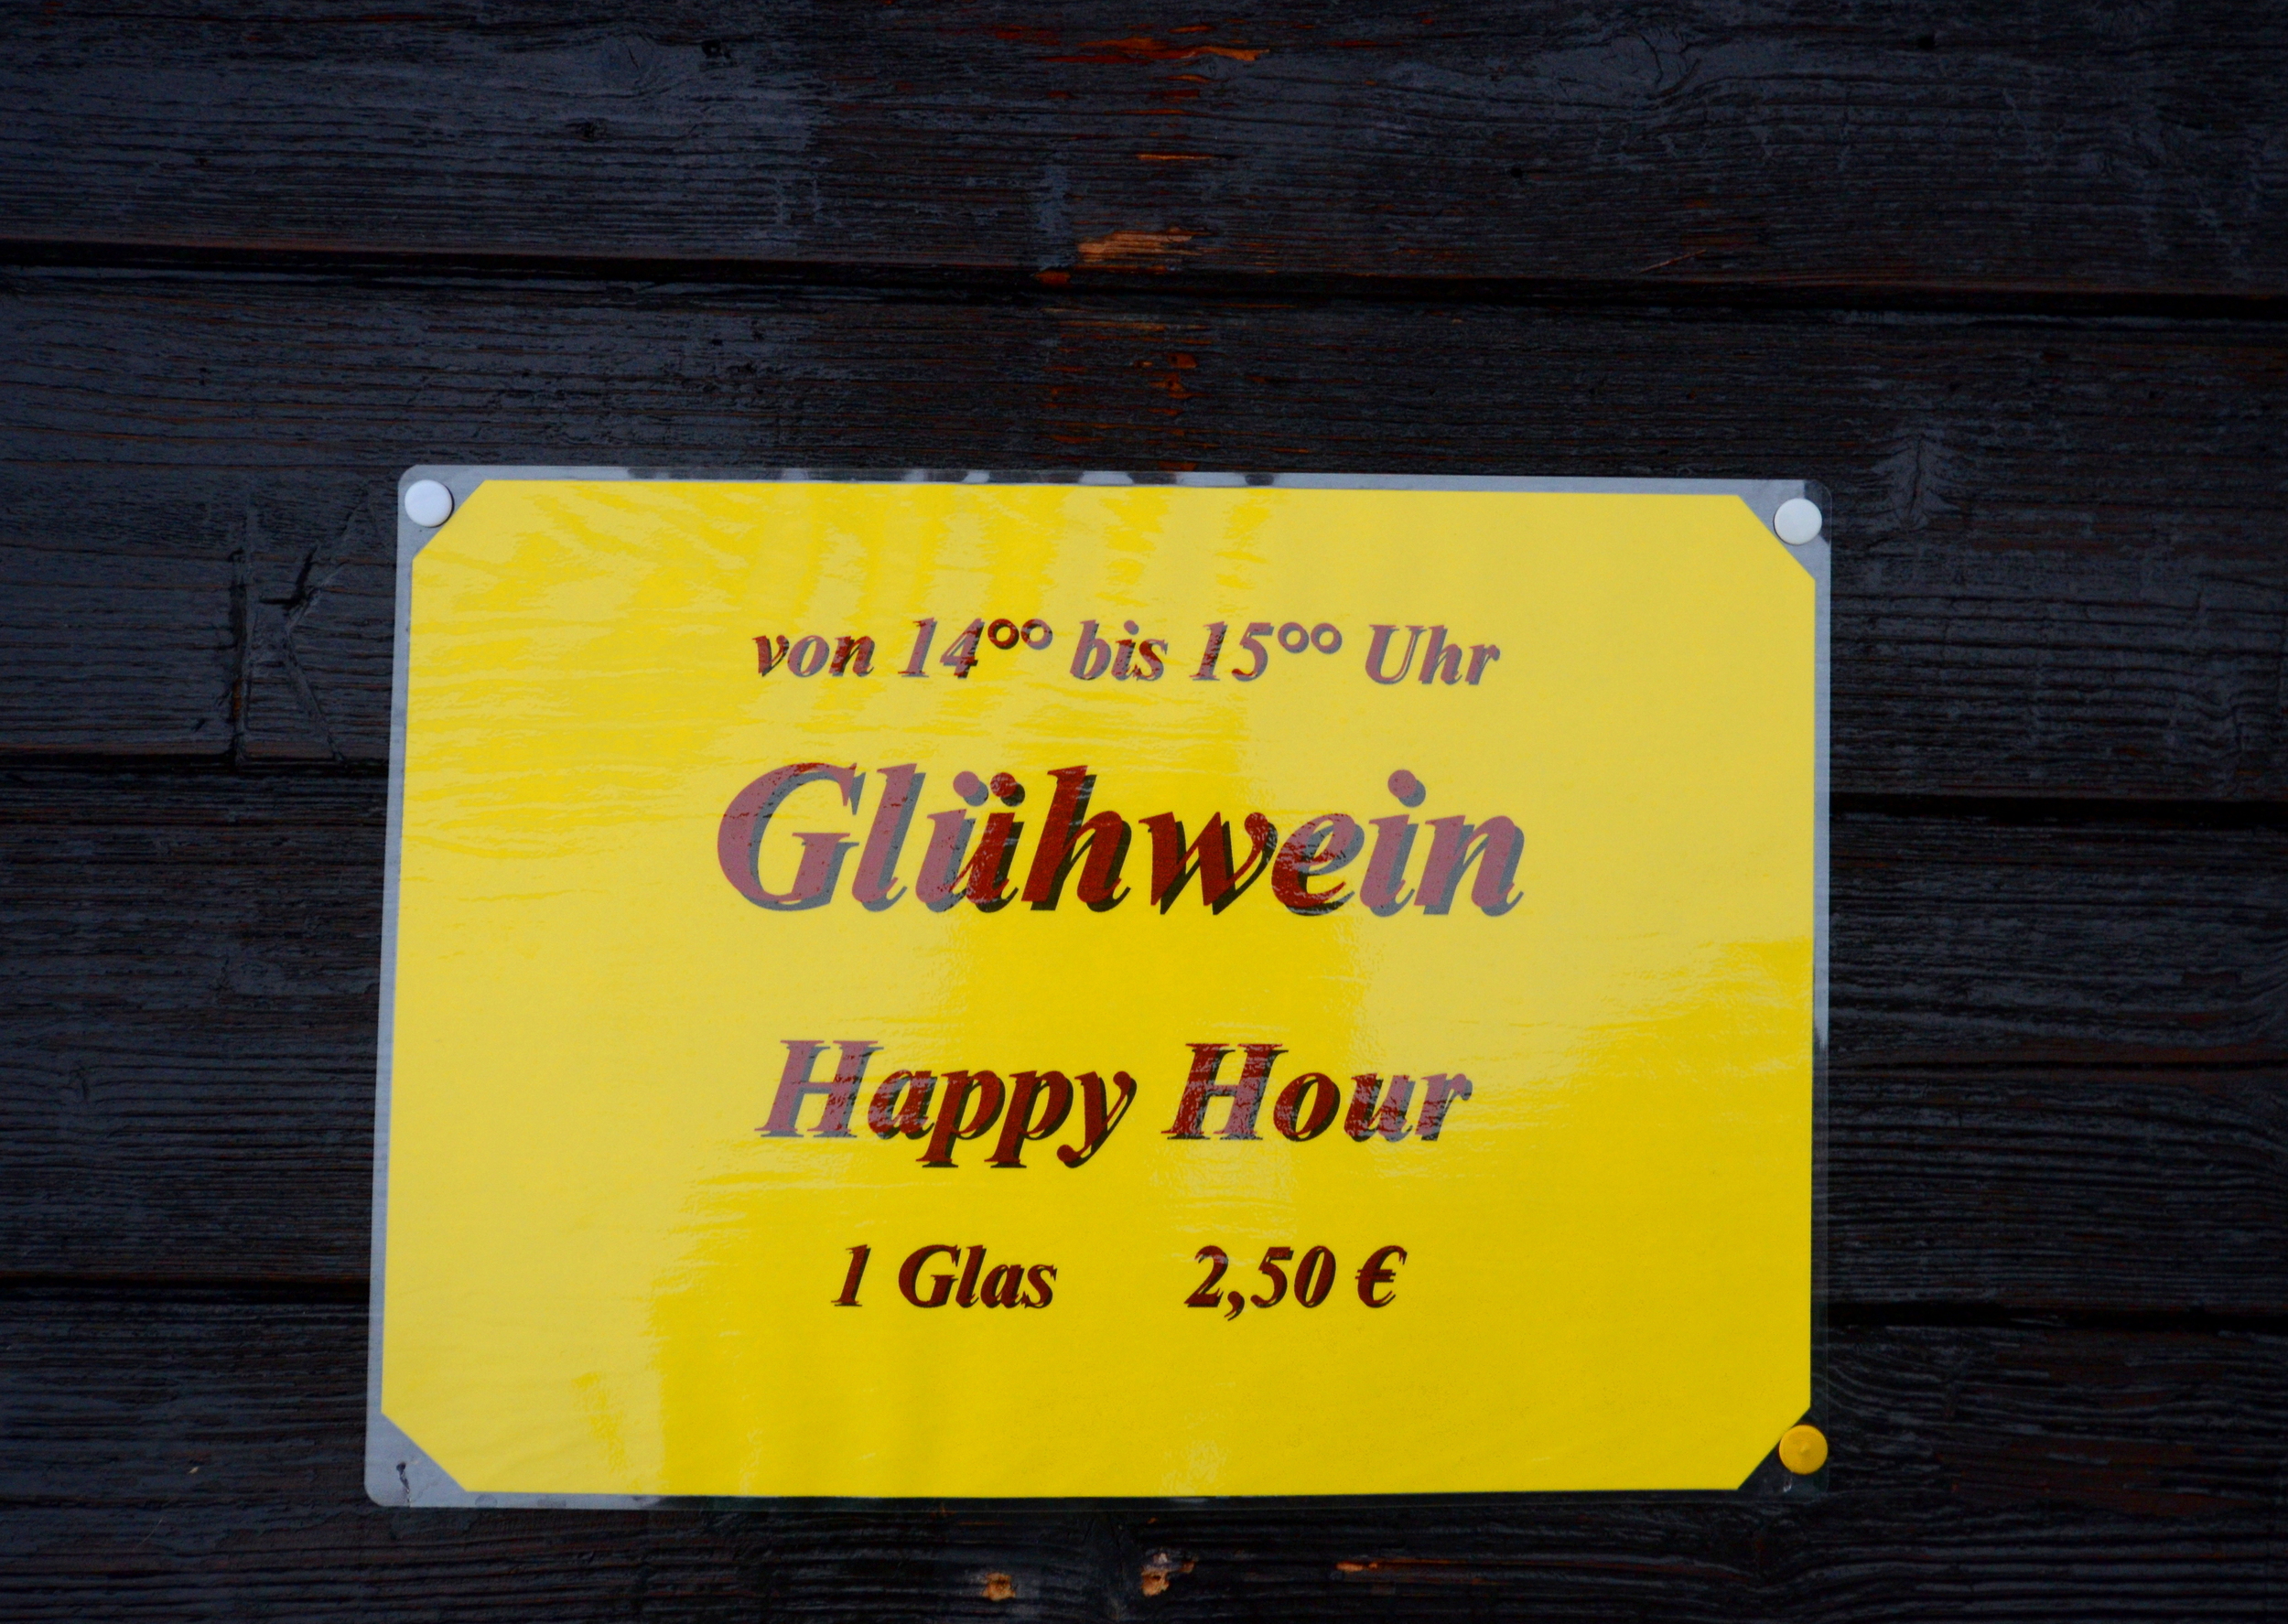 von 14°° bis 15°° Uhr
Glühwein
Happy Hour
1 Glas 2,50 €